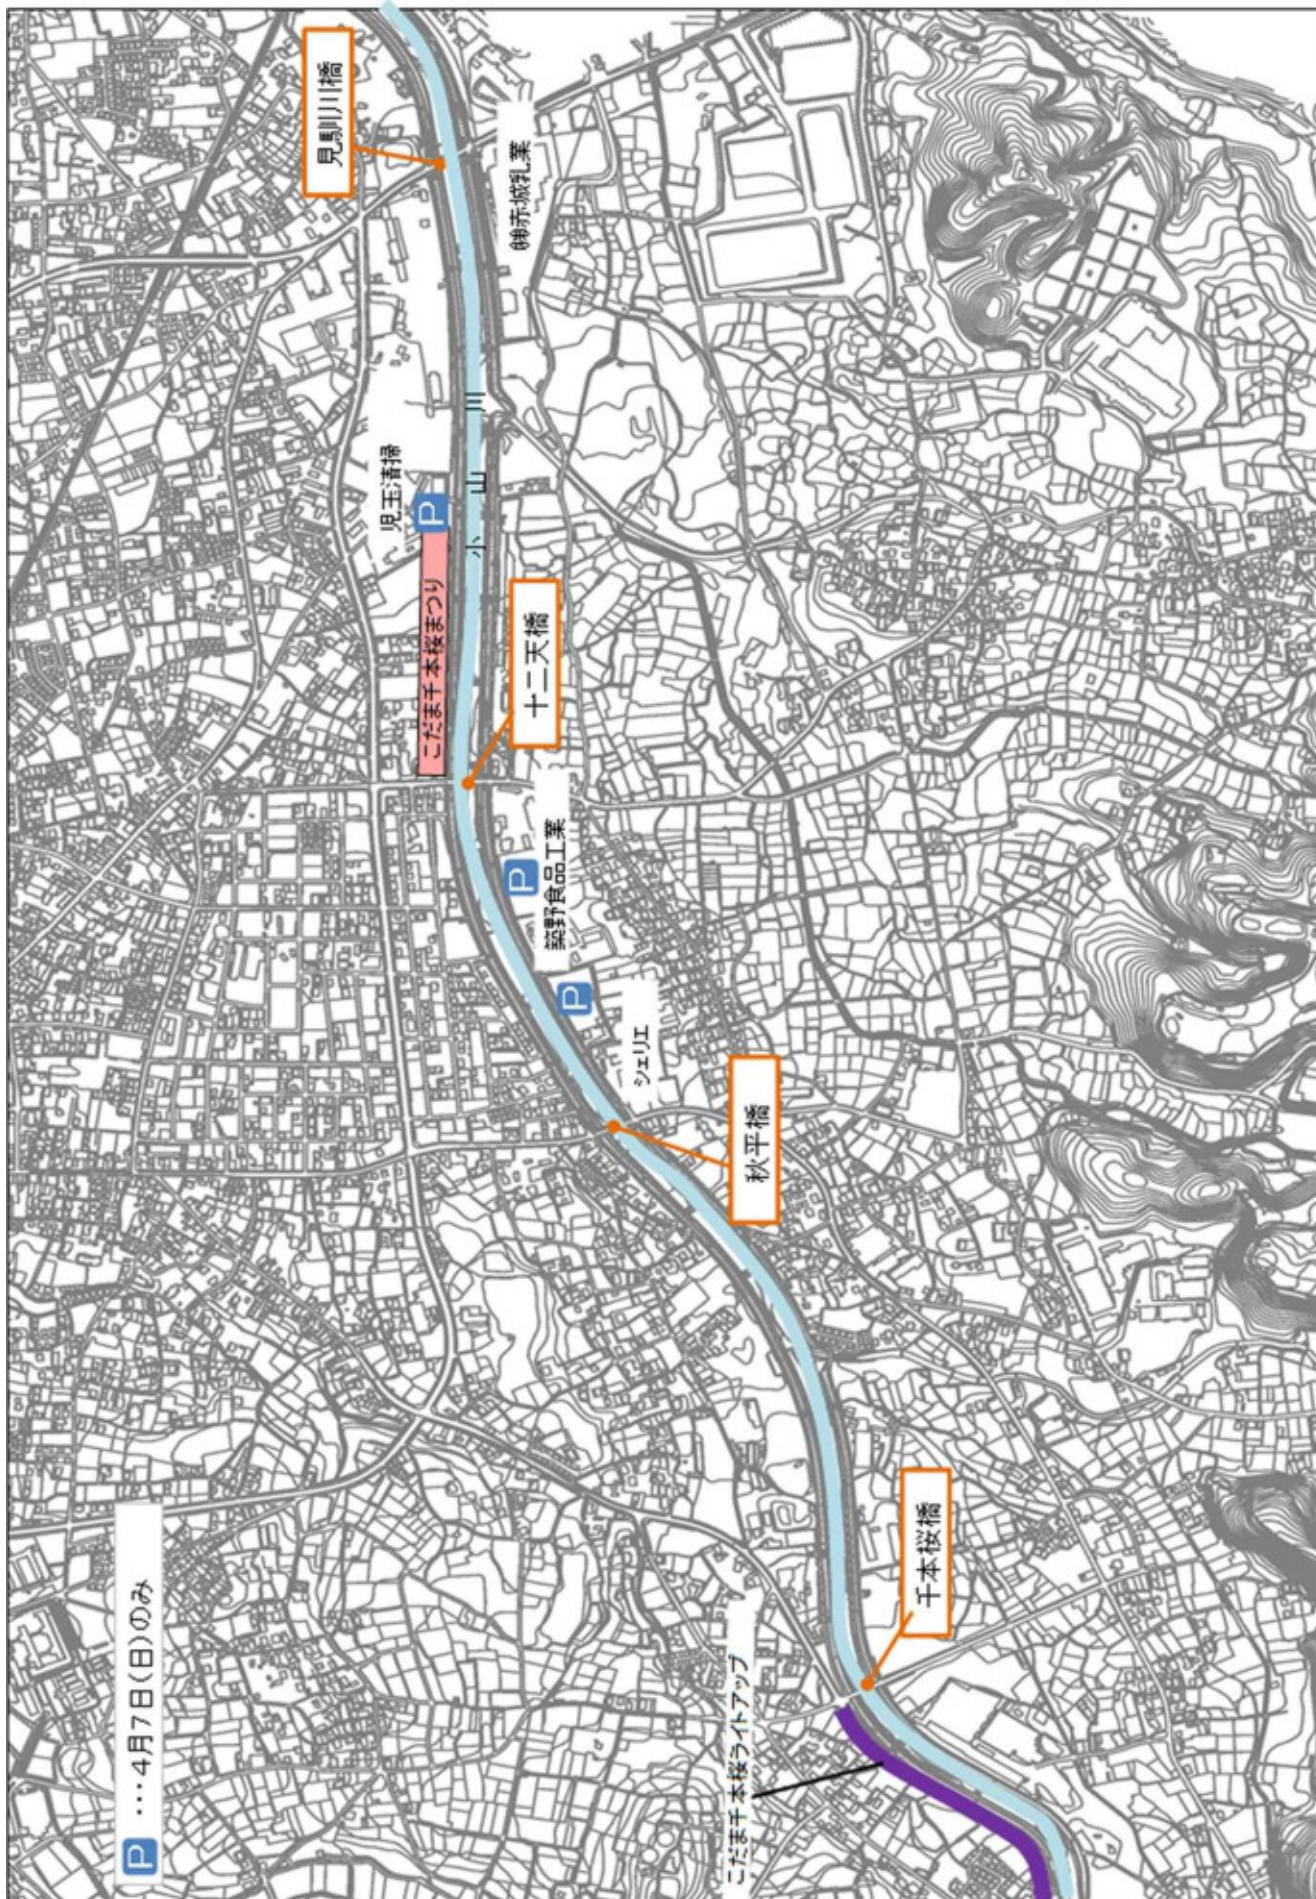 P ・・・4月7日(日)のみ
こだま千本桜ライトアップ
千本桜橋
秋平橋
シェリエ
P
築野食品工業
P
十二天橋
こだま千本桜まつり
P
児玉清掃
小山川
㈱赤城乳業
見馴川橋